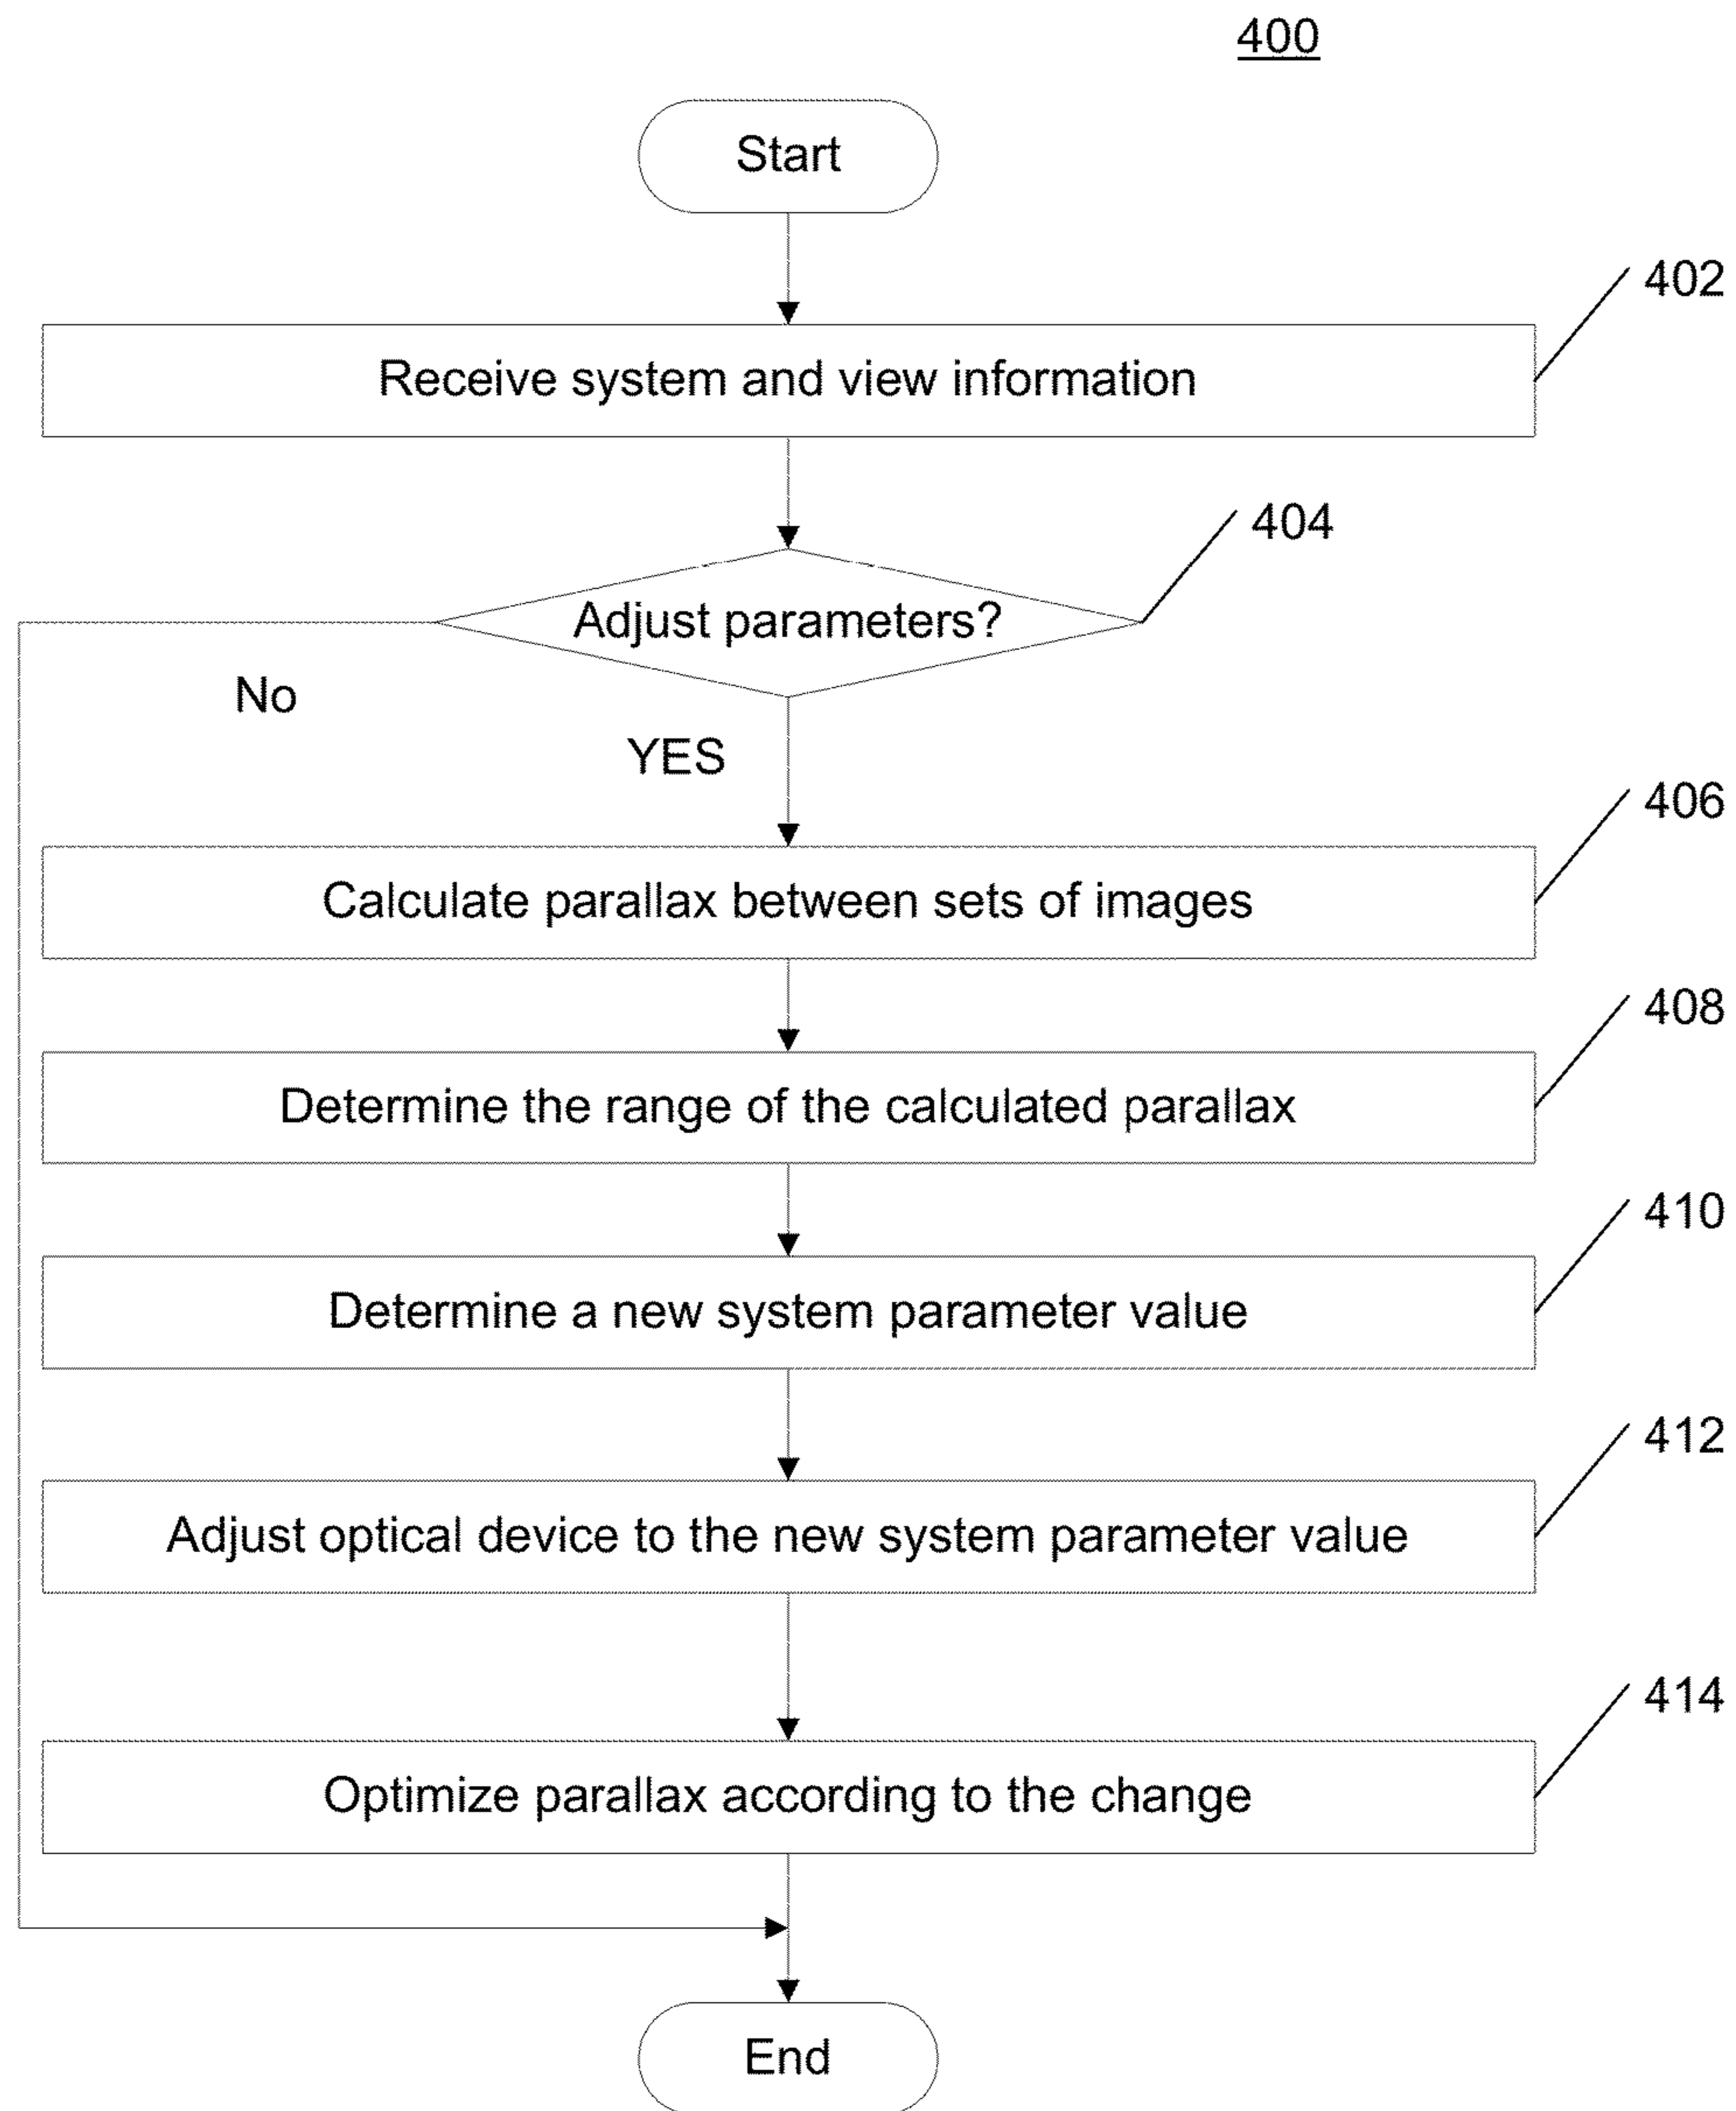 400
Start
402
Receive system and view information
404
Adjust parameters?
No
YES
406
Calculate parallax between sets of images
408
Determine the range of the calculated parallax
410
Determine a new system parameter value
412
Adjust optical device to the new system parameter value
414
Optimize parallax according to the change
End